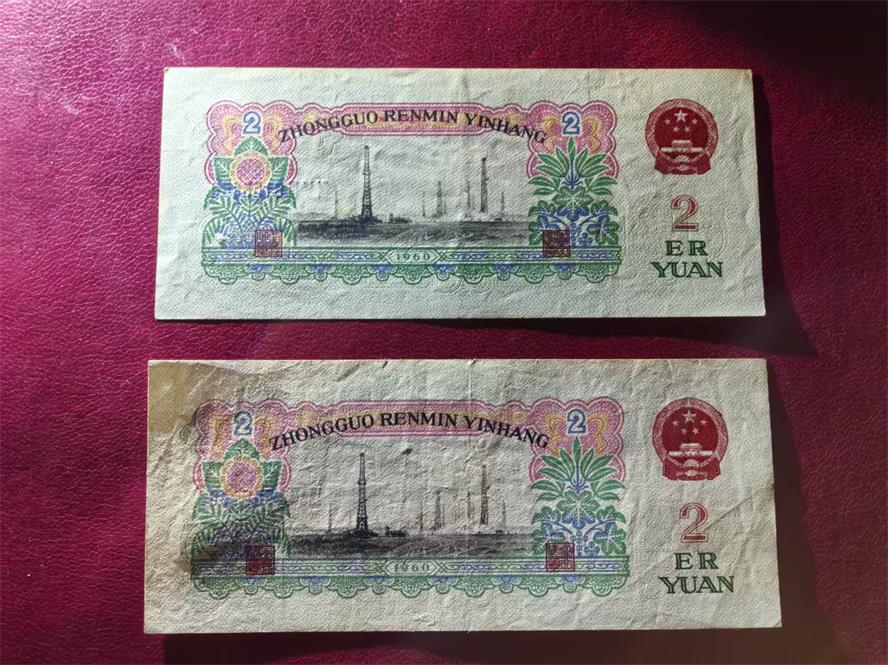 2 ZHONGGUO RENMIN YINHANG 2
2
ER
YUAN
1960
2 ZHONGGUO RENMIN YINHANG 2
2
ER
YUAN
1960